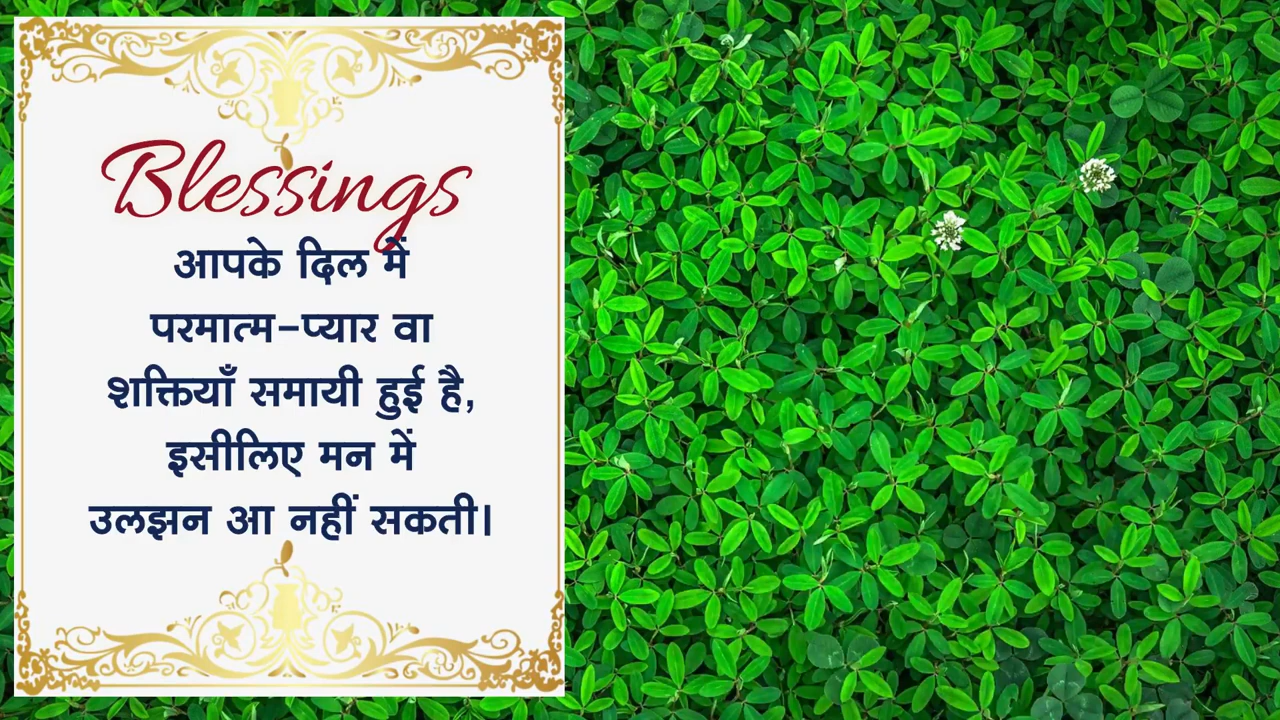 Blessings
आपके दिल में
परमात्म-प्यार वा
शक्तियाँ समायी हुई है,
इसीलिए मन में
उलझन आ नहीं सकती।